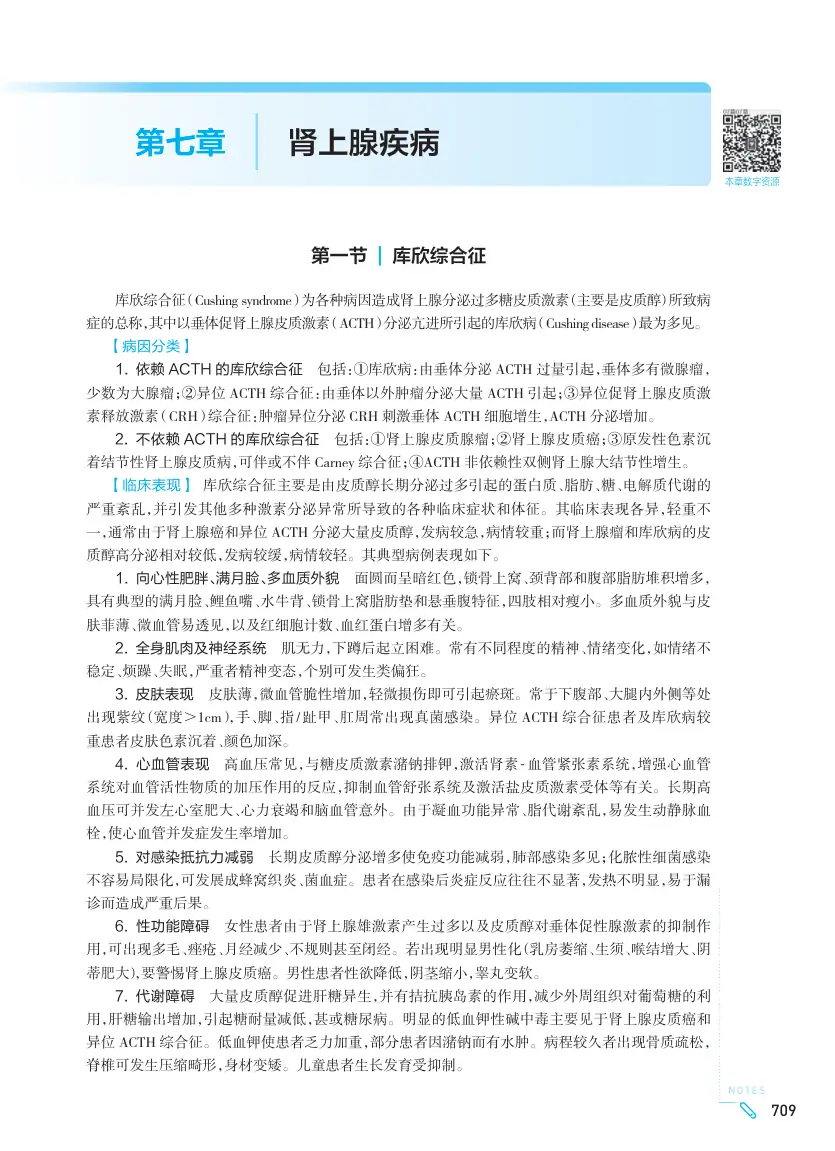 第七章 肾上腺疾病
本章数字资源
第一节 | 库欣综合征
库欣综合征（Cushing syndrome）为各种病因造成肾上腺分泌过多糖皮质激素（主要是皮质醇）所致病
症的总称，其中以垂体促肾上腺皮质激素（ACTH）分泌亢进所引起的库欣病（Cushing disease）最为多见。
【病因分类】
1. 依赖 ACTH 的库欣综合征 包括：①库欣病：由垂体分泌 ACTH 过量引起，垂体多有微腺瘤，
少数为大腺瘤；②异位 ACTH 综合征：由垂体以外肿瘤分泌大量 ACTH 引起；③异位促肾上腺皮质激
素释放激素（CRH）综合征：肿瘤异位分泌 CRH 刺激垂体 ACTH 细胞增生，ACTH 分泌增加。
2. 不依赖 ACTH 的库欣综合征 包括：①肾上腺皮质腺瘤；②肾上腺皮质癌；③原发性色素沉
着结节性肾上腺皮质病，可伴或不伴 Carney 综合征；④ACTH 非依赖性双侧肾上腺大结节性增生。
【临床表现】 库欣综合征主要是由皮质醇长期分泌过多引起的蛋白质、脂肪、糖、电解质代谢的
严重紊乱，并引发其他多种激素分泌异常所导致的各种临床症状和体征。其临床表现各异，轻重不
一，通常由于肾上腺癌和异位 ACTH 分泌大量皮质醇，发病较急，病情较重；而肾上腺瘤和库欣病的皮
质醇高分泌相对较低，发病较缓，病情较轻。其典型病例表现如下。
1. 向心性肥胖、满月脸、多血质外貌 面圆而呈暗红色，锁骨上窝、颈背部和腹部脂肪堆积增多，
具有典型的满月脸、鲤鱼嘴、水牛背、锁骨上窝脂肪垫和悬垂腹特征，四肢相对瘦小。多血质外貌与皮
肤菲薄、微血管易透见，以及红细胞计数、血红蛋白增多有关。
2. 全身肌肉及神经系统 肌无力，下蹲后起立困难。常有不同程度的精神、情绪变化，如情绪不
稳定、烦躁、失眠，严重者精神变态，个别可发生类偏狂。
3. 皮肤表现 皮肤薄，微血管脆性增加，轻微损伤即可引起瘀斑。常于下腹部、大腿内外侧等处
出现紫纹（宽度＞1cm），手、脚、指/趾甲、肛周常出现真菌感染。异位 ACTH 综合征患者及库欣病较
重患者皮肤色素沉着、颜色加深。
4. 心血管表现 高血压常见，与糖皮质激素潴钠排钾，激活肾素-血管紧张素系统，增强心血管
系统对血管活性物质的加压作用的反应，抑制血管舒张系统及激活盐皮质激素受体等有关。长期高
血压可并发左心室肥大、心力衰竭和脑血管意外。由于凝血功能异常、脂代谢紊乱，易发生动静脉血
栓，使心血管并发症发生率增加。
5. 对感染抵抗力减弱 长期皮质醇分泌增多使免疫功能减弱，肺部感染多见；化脓性细菌感染
不容易局限化，可发展成蜂窝织炎、菌血症。患者在感染后炎症反应往往不显著，发热不明显，易于漏
诊而造成严重后果。
6. 性功能障碍 女性患者由于肾上腺雄激素产生过多以及皮质醇对垂体促性腺激素的抑制作
用，可出现多毛、痤疮、月经减少、不规则甚至闭经。若出现明显男性化（乳房萎缩、生须、喉结增大、阴
蒂肥大），要警惕肾上腺皮质癌。男性患者性欲降低，阴茎缩小，睾丸变软。
7. 代谢障碍 大量皮质醇促进肝糖异生，并有拮抗胰岛素的作用，减少外周组织对葡萄糖的利
用，肝糖输出增加，引起糖耐量减低，甚或糖尿病。明显的低血钾性碱中毒主要见于肾上腺皮质癌和
异位 ACTH 综合征。低血钾使患者乏力加重，部分患者因潴钠而有水肿。病程较久者出现骨质疏松，
脊椎可发生压缩畸形，身材变矮。儿童患者生长发育受抑制。
NOTES
709